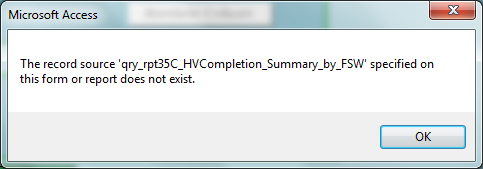 Microsoft Access
The record source 'qry_rpt35C_HVCompletion_Summary_by_FSW' specified on
this form or report does not exist.
OK